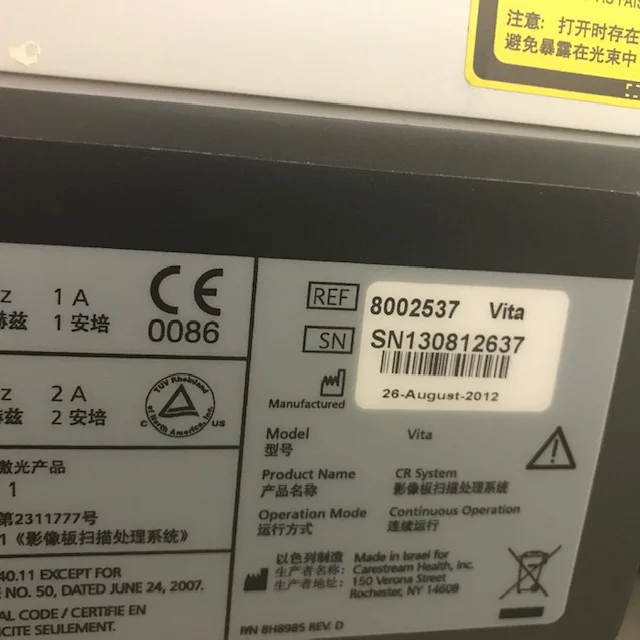 注意: 打开时存在
避免暴露在光束中
Z 1 A
赫兹 1 安培
CE
0086
Z 2 A
赫兹 2 安培
TUV Rheinland
of North America, Inc.
C US
激光产品
1
第2311777号
1《影像板扫描处理系统》
40.11 EXCEPT FOR
NO. 50, DATED JUNE 24, 2007.
AL CODE / CERTIFIE EN
CITE SEULEMENT.
REF 8002537 Vita
SN SN130812637
Manufactured 26-August-2012
Model Vita
型号
Product Name CR System
产品名称 影像板扫描处理系统
Operation Mode Continuous Operation
运行方式 连续运行
以色列制造 Made in Israel for
生产者名称: Carestream Health, Inc.
生产者地址: 150 Verona Street
Rochester, NY 14608
P/N 8H8985 REV. D